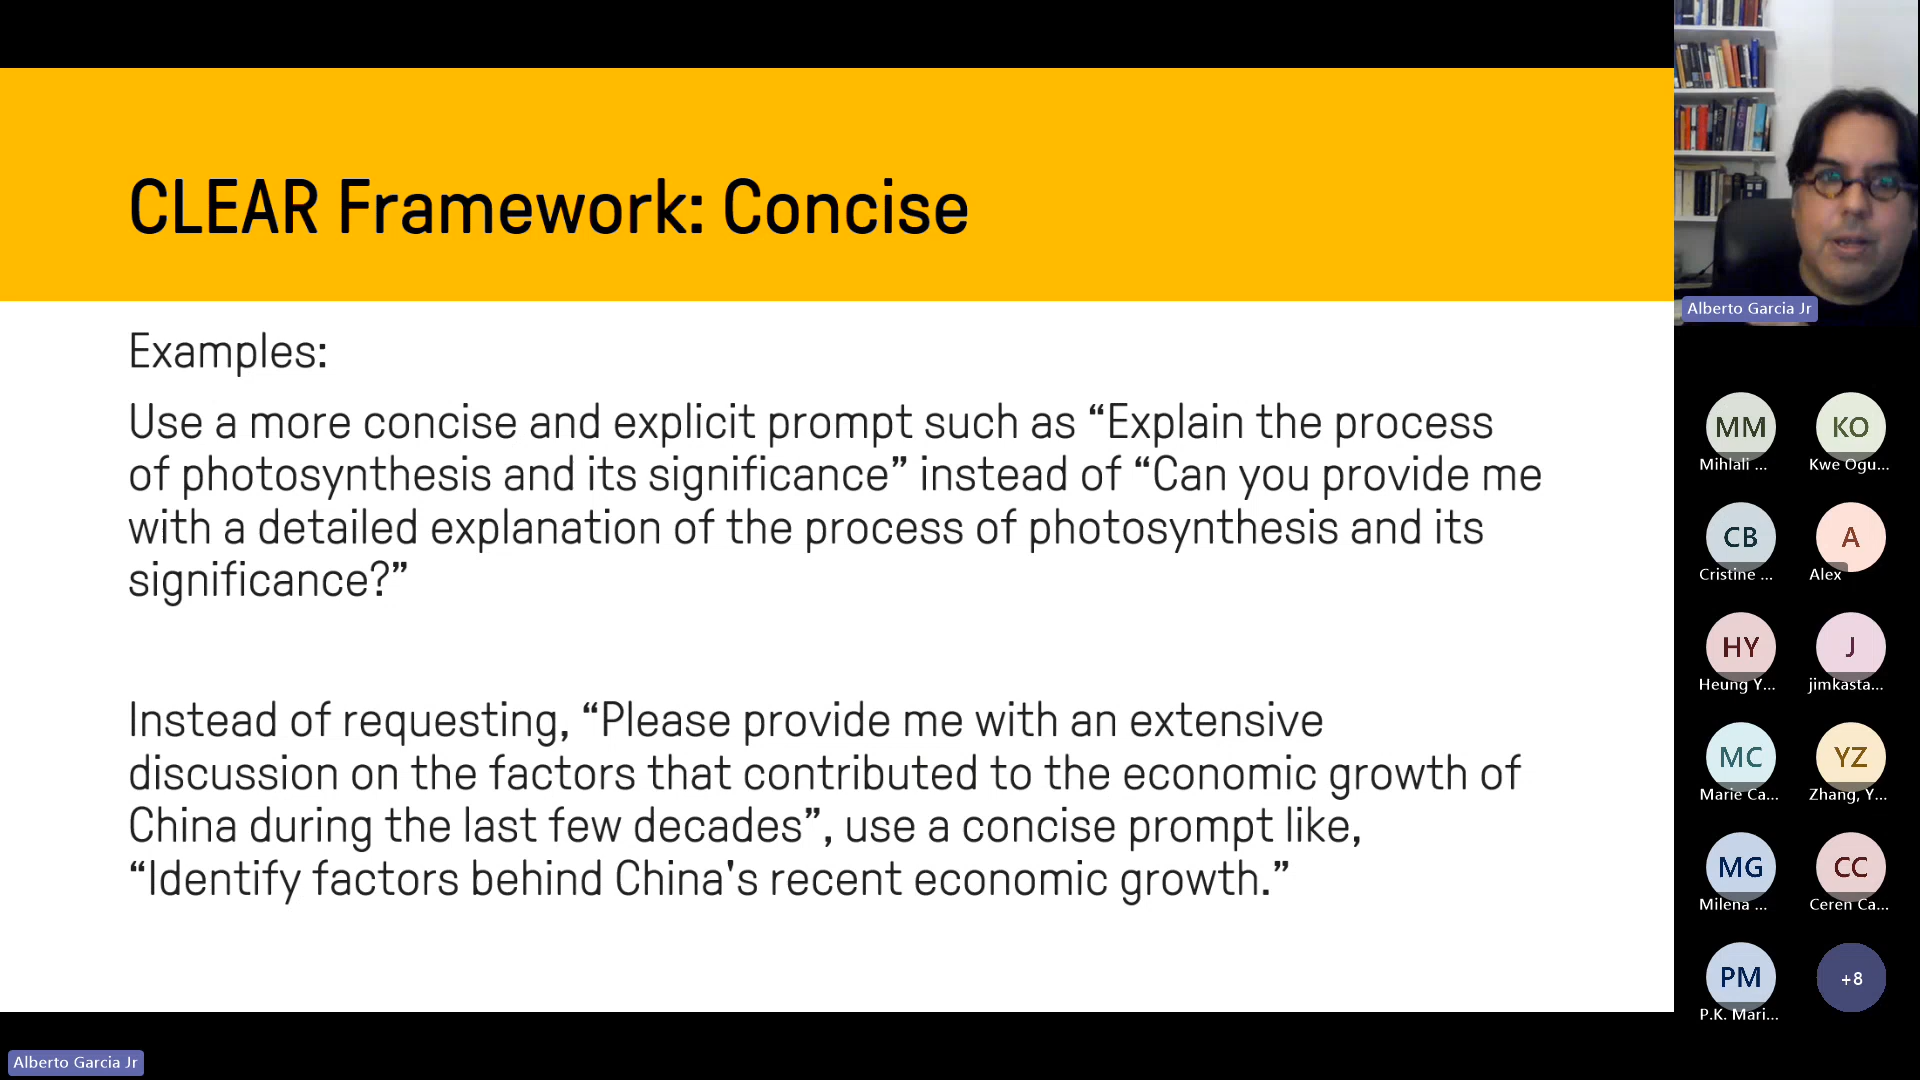 CLEAR Framework: Concise
Examples:
Use a more concise and explicit prompt such as “Explain the process
of photosynthesis and its significance” instead of “Can you provide me
with a detailed explanation of the process of photosynthesis and its
significance?”
Instead of requesting, “Please provide me with an extensive
discussion on the factors that contributed to the economic growth of
China during the last few decades”, use a concise prompt like,
“Identify factors behind China's recent economic growth.”
Alberto Garcia Jr
MM
Mihlali ...
KO
Kwe Ogu...
CB
Cristine ...
A
Alex
HY
Heung Y...
J
jimkasta...
MC
Marie Ca...
YZ
Zhang, Y...
MG
Milena ...
CC
Ceren Ca...
PM
P.K. Mari...
+8
Alberto Garcia Jr